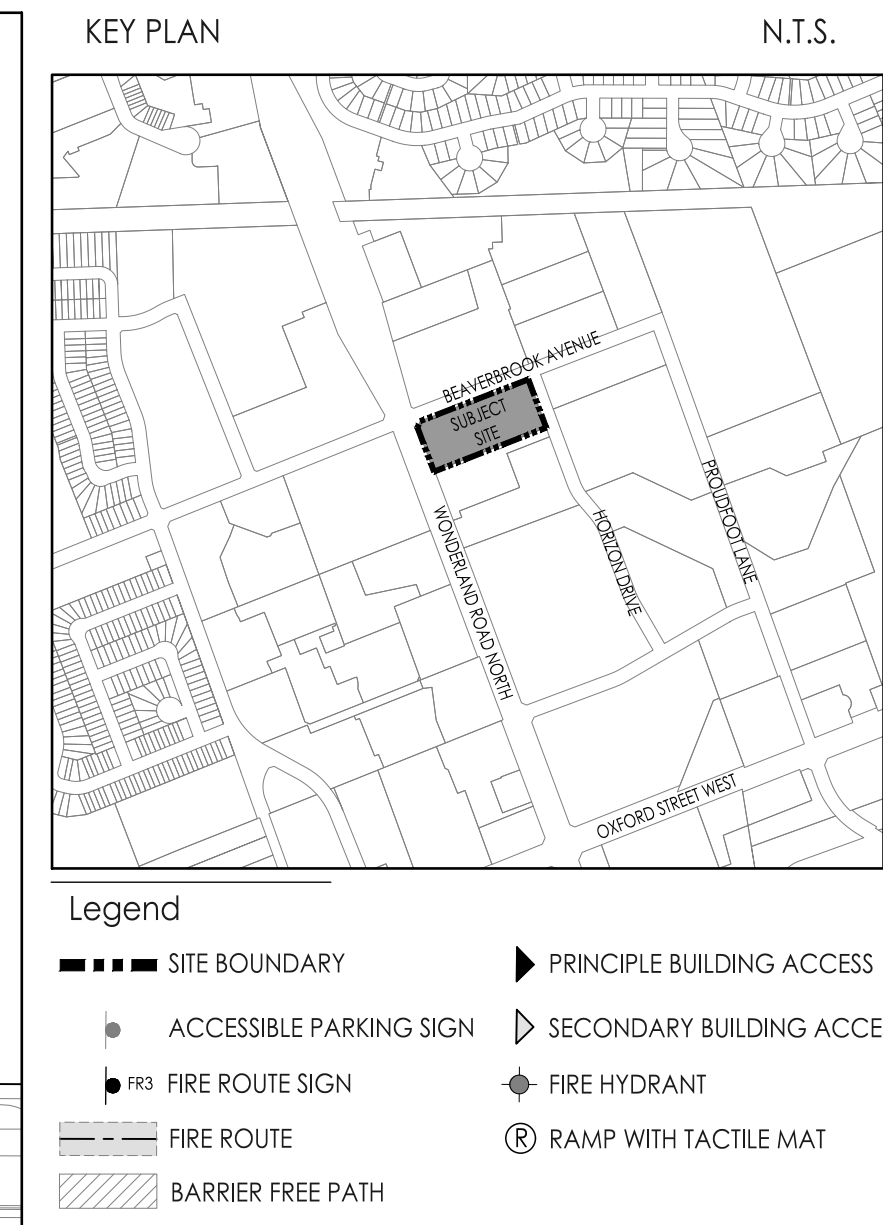 KEY PLAN
N.T.S.
BEAVERBROOK AVENUE
SUBJECT
SITE
WONDERLAND ROAD NORTH
HORIZON DRIVE
PROUDFOOT LANE
OXFORD STREET WEST
Legend
SITE BOUNDARY
PRINCIPLE BUILDING ACCESS
ACCESSIBLE PARKING SIGN
SECONDARY BUILDING ACCE
FR3 FIRE ROUTE SIGN
FIRE HYDRANT
FIRE ROUTE
R RAMP WITH TACTILE MAT
BARRIER FREE PATH